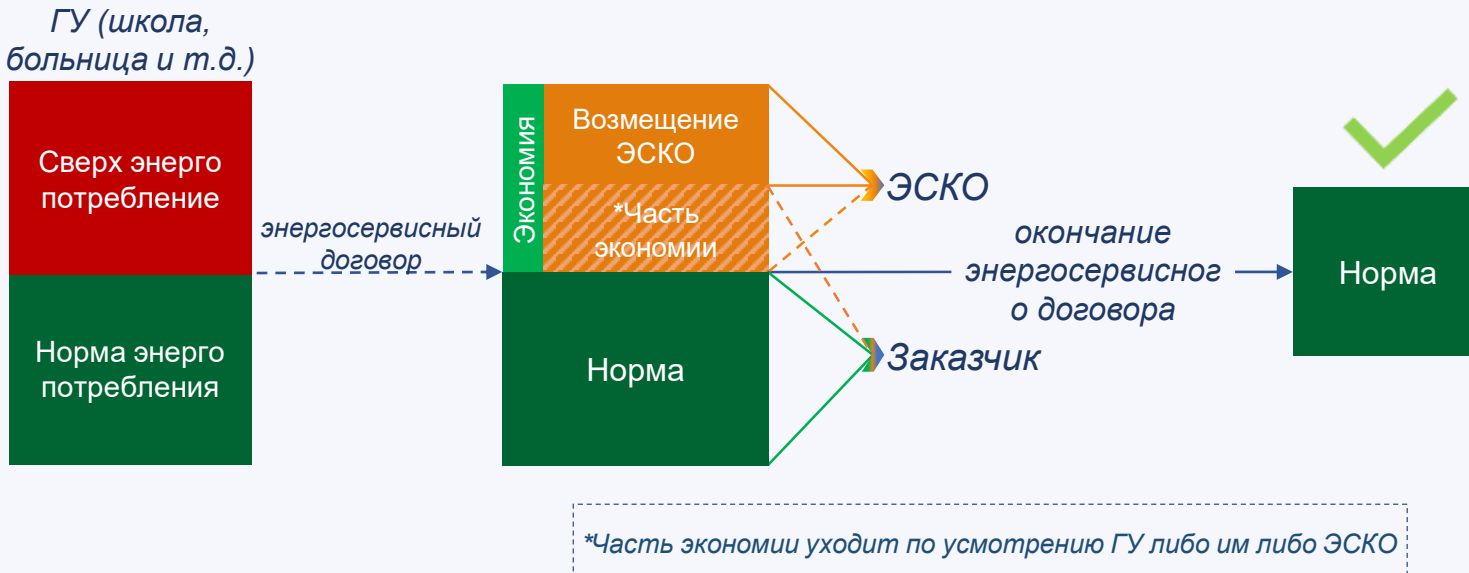 ГУ (школа,
больница и т.д.)
Сверх энерго
потребление
Норма энерго
потребления
энергосервисный
договор
Экономия
Возмещение
ЭСКО
*Часть
экономии
Норма
ЭСКО
Заказчик
окончание
энергосервисног
о договора
Норма
*Часть экономии уходит по усмотрению ГУ либо им либо ЭСКО